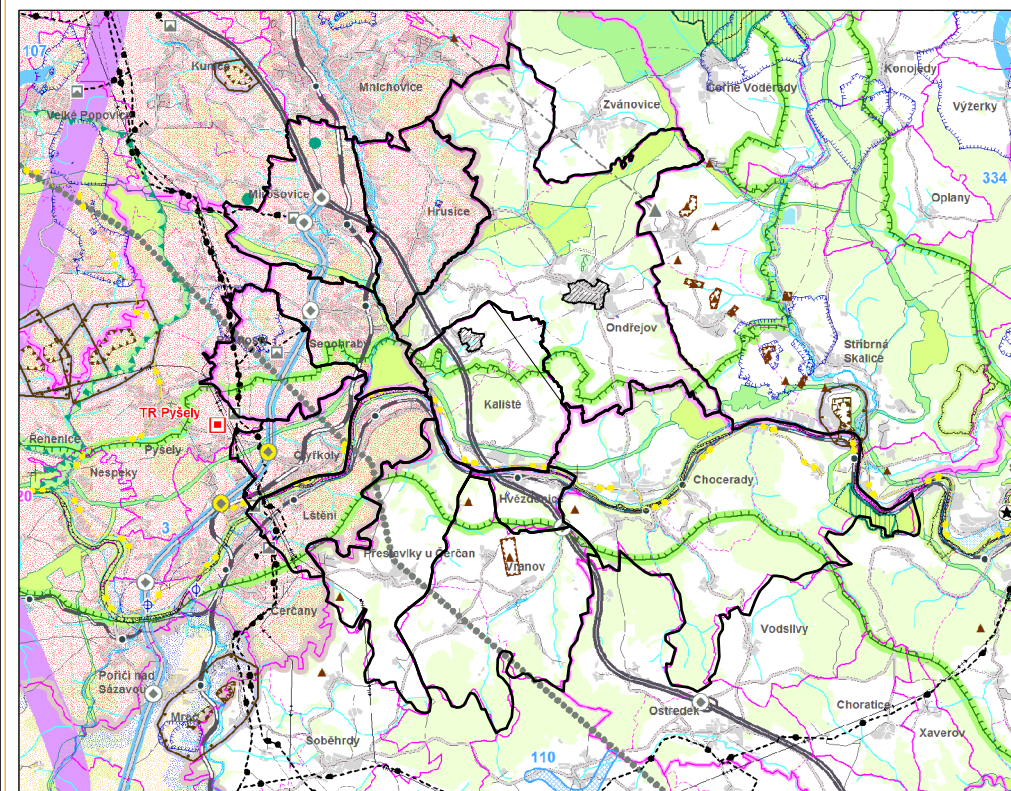 107
Kunice
Mnichovice
Zvánovice
Černé Voděrady
Konojedy
Výžerky
Velké Popovice
334
Oplany
Mirošovice
Hrusice
Ondřejov
Senohraby
Stříbrná
Skalice
Kaliště
TR Pyšely
Řehenice
Pyšely
Čtyřkoly
Nespeky
Chocerady
20
Hvězdonice
3
Lštění
Přestavlky u Čerčan
Vranov
Čerčany
Vodslivy
Poříčí nad
Sázavou
Mrač
Ostředek
Choratice
Xaverov
Soběhrdy
110